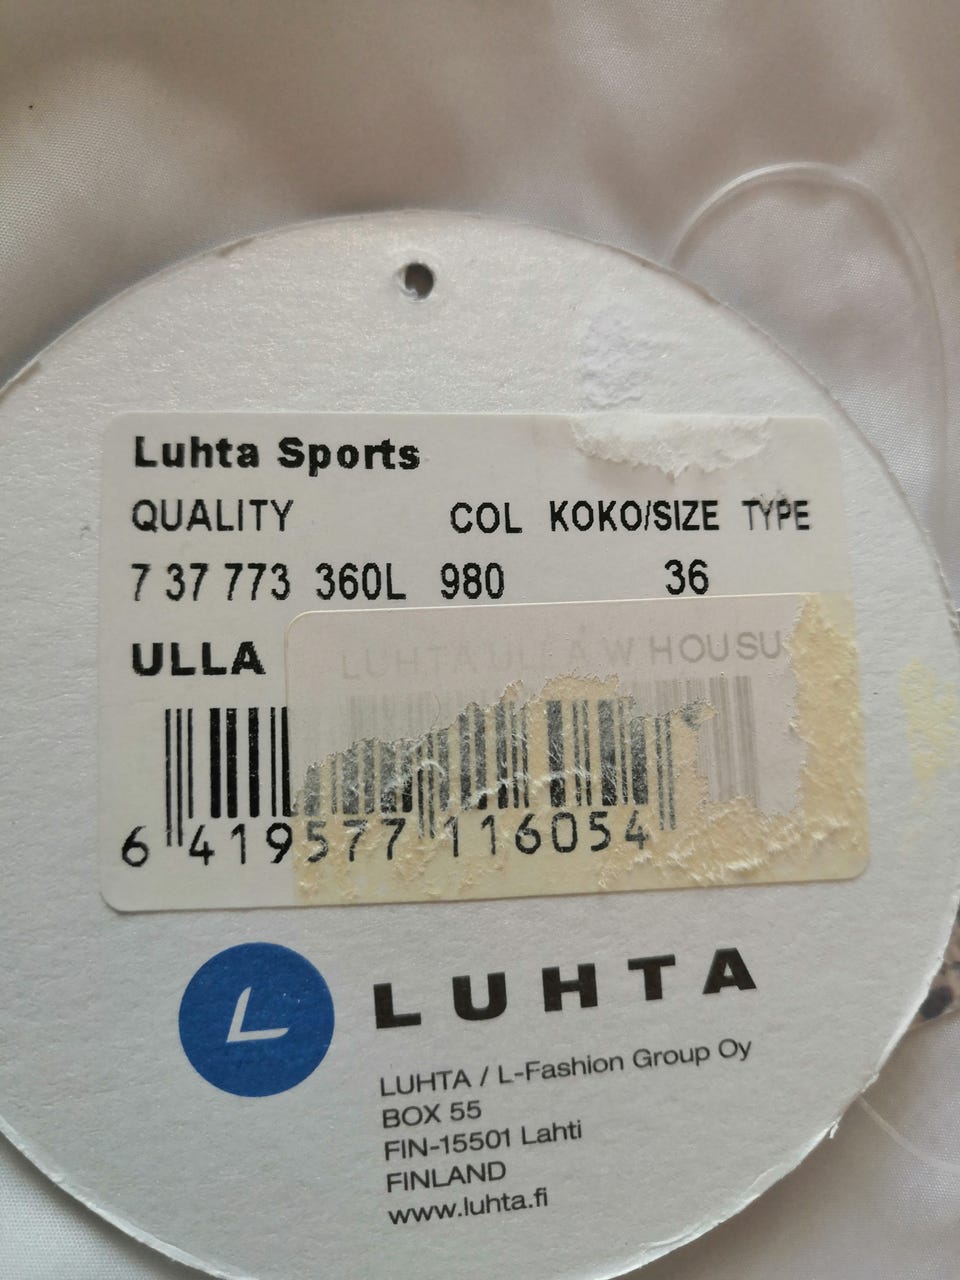 Luhta Sports
QUALITY COL KOKO/SIZE TYPE
7 37 773 360L 980 36
ULLA
LUHTA ULLA W HOUSU
6 419577 116054
L LUHTA
LUHTA / L-Fashion Group Oy
BOX 55
FIN-15501 Lahti
FINLAND
www.luhta.fi